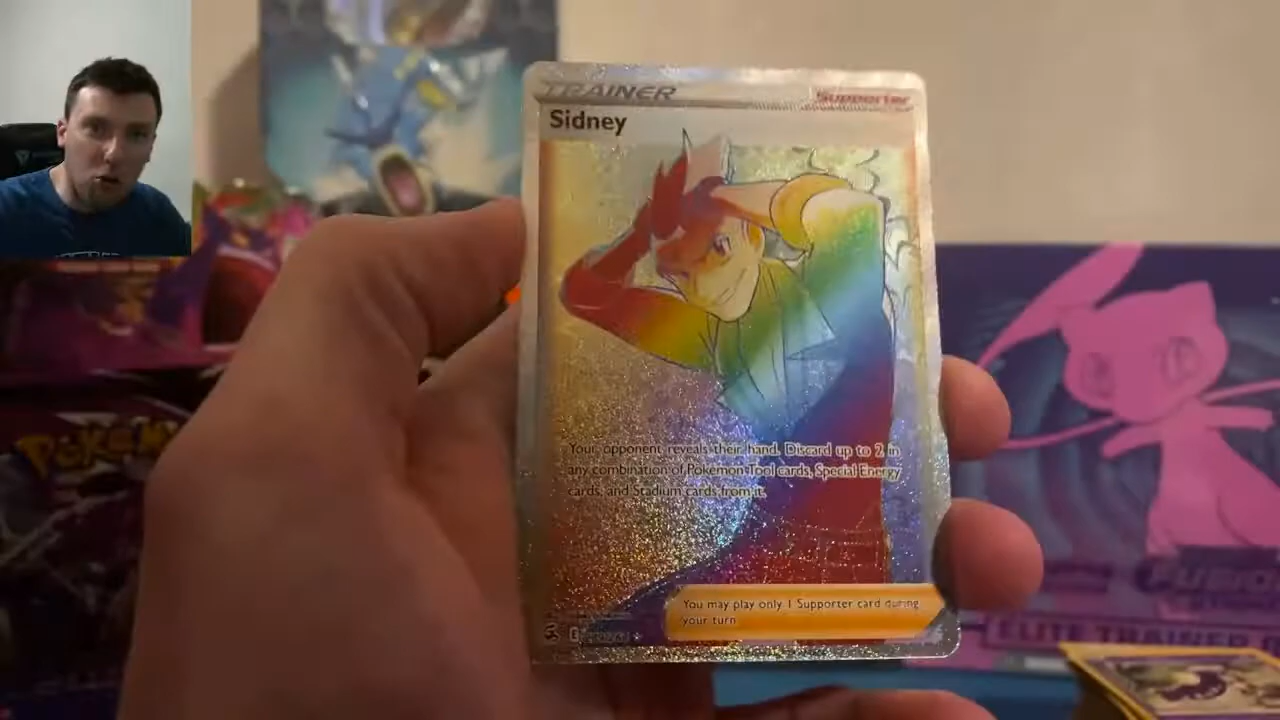 TRAINER
Supporter
Sidney
Your opponent reveals their hand. Discard up to 2 in
any combination of Pokémon Tool cards, Special Energy
cards, and Stadium cards from it.
You may play only 1 Supporter card during
your turn
POKÉM
FUSIO
ELITE TRAINER